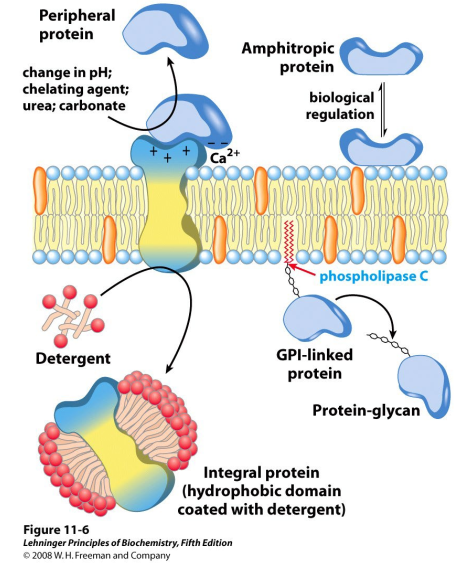 Peripheral
protein
change in pH;
chelating agent;
urea; carbonate
Amphitropic
protein
biological
regulation
+ + +
– –
Ca2+
phospholipase C
Detergent
GPI-linked
protein
Protein-glycan
Integral protein
(hydrophobic domain
coated with detergent)
Figure 11-6
Lehninger Principles of Biochemistry, Fifth Edition
© 2008 W. H. Freeman and Company